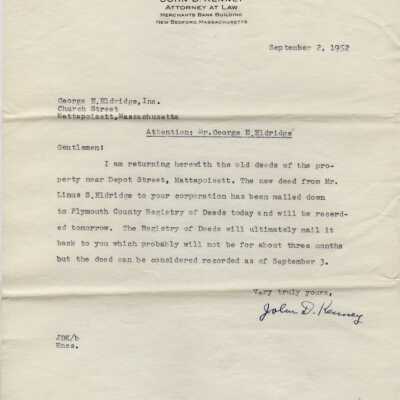 JOHN D. KENNEY
ATTORNEY AT LAW
MERCHANTS BANK BUILDING
NEW BEDFORD, MASSACHUSETTS
September 2, 1952
George E.Eldridge,Inc.
Church Street
Mattapoisett,Massachusetts
Attention: Mr.George E.Eldridge
Gentlemen:
I am returning herewith the old deeds of the pro-
perty near Depot Street, Mattapoisett. The new deed from Mr.
Linus S.Eldridge to your corporation has been mailed down
to Plymouth County Registry of Deeds today and will be record-
ed tomorrow. The Registry of Deeds will ultimately mail it
back to you which probably will not be for about three months
but the deed can be considered recorded as of September 3.
Very truly yours,
John D. Kenney
JDK/b
Encs.